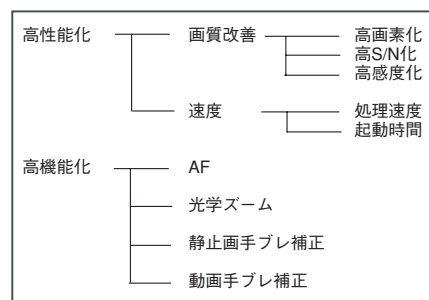 高性能化 画質改善 高画素化
高S/N化
高感度化
速度 処理速度
起動時間
高機能化 AF
光学ズーム
静止画手ブレ補正
動画手ブレ補正